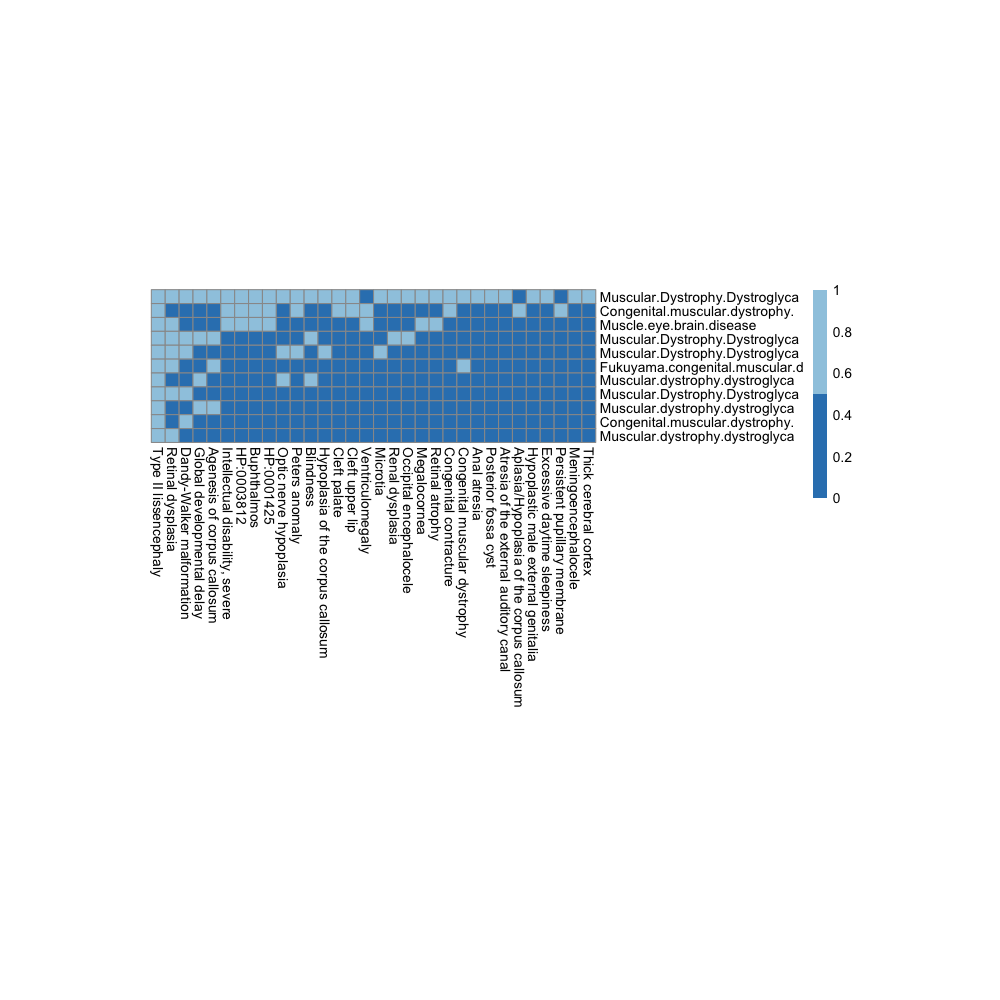 Muscular.Dystrophy.Dystroglyca
Congenital.muscular.dystrophy.
Muscle.eye.brain.disease
Muscular.Dystrophy.Dystroglyca
Muscular.Dystrophy.Dystroglyca
Fukuyama.congenital.muscular.d
Muscular.dystrophy.dystroglyca
Muscular.Dystrophy.Dystroglyca
Muscular.dystrophy.dystroglyca
Congenital.muscular.dystrophy.
Muscular.dystrophy.dystroglyca
1
0.8
0.6
0.4
0.2
0
Type II lissencephaly
Retinal dysplasia
Dandy-Walker malformation
Global developmental delay
Agenesis of corpus callosum
Intellectual disability, severe
HP:0003812
Buphthalmos
HP:0001425
Optic nerve hypoplasia
Peters anomaly
Blindness
Hypoplasia of the corpus callosum
Cleft palate
Cleft upper lip
Ventriculomegaly
Microtia
Renal dysplasia
Occipital encephalocele
Megalocornea
Retinal atrophy
Congenital contracture
Congenital muscular dystrophy
Anal atresia
Posterior fossa cyst
Atresia of the external auditory canal
Aplasia/Hypoplasia of the corpus callosum
Hypoplastic male external genitalia
Excessive daytime sleepiness
Persistent pupillary membrane
Meningoencephalocele
Thick cerebral cortex